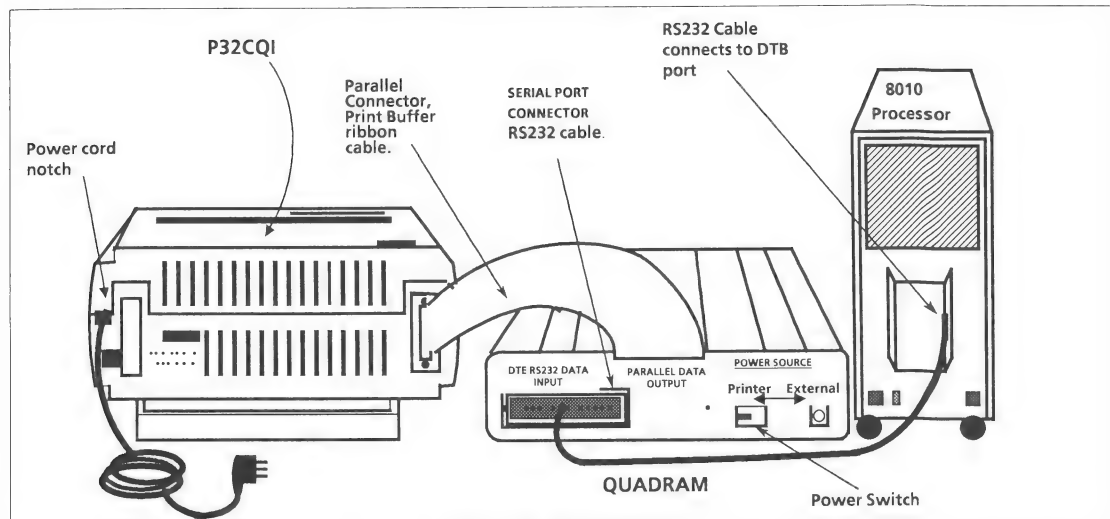 P32CQI
Power cord
notch
Parallel
Connector,
Print Buffer
ribbon
cable.
SERIAL PORT
CONNECTOR
RS232 cable.
RS232 Cable
connects to DTB
port
8010
Processor
DTE RS232 DATA
INPUT
PARALLEL DATA
OUTPUT
POWER SOURCE
Printer External
QUADRAM
Power Switch